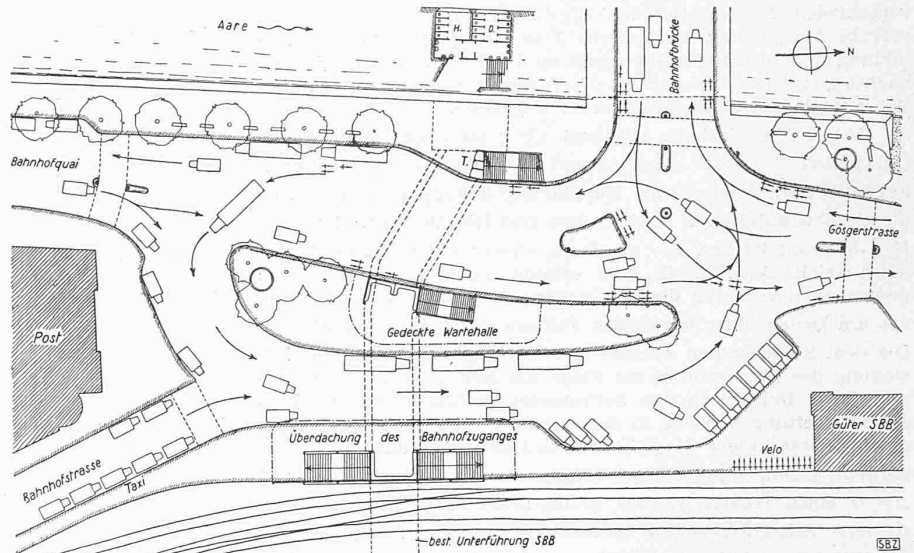 Aare
H.
D.
Bahnhofbrücke
N
Bahnhofquai
T.
Gösgerstrasse
Post
Gedeckte Wartehalle
Bahnhofstrasse
Taxi
Überdachung des Bahnhofzuganges
Velo
Güter SBB
best. Unterführung SBB
SBZ